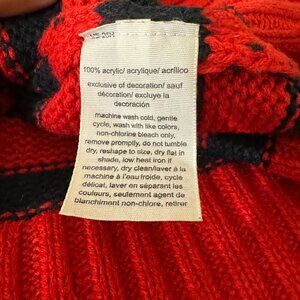 100% acrylic/ acrylique/ acrílico
exclusive of decoration/ sauf
décoration/ excluye la
decoración
machine wash cold, gentle
cycle, wash with like colors,
non-chlorine bleach only,
remove promptly, do not tumble
dry, reshape to size, dry flat in
shade, low heat iron if
necessary, dry clean/laver à la
machine à l'eau froide, cycle
délicat, laver en séparant les
couleurs, seulement agent de
blanchiment non-chlorine, retirer